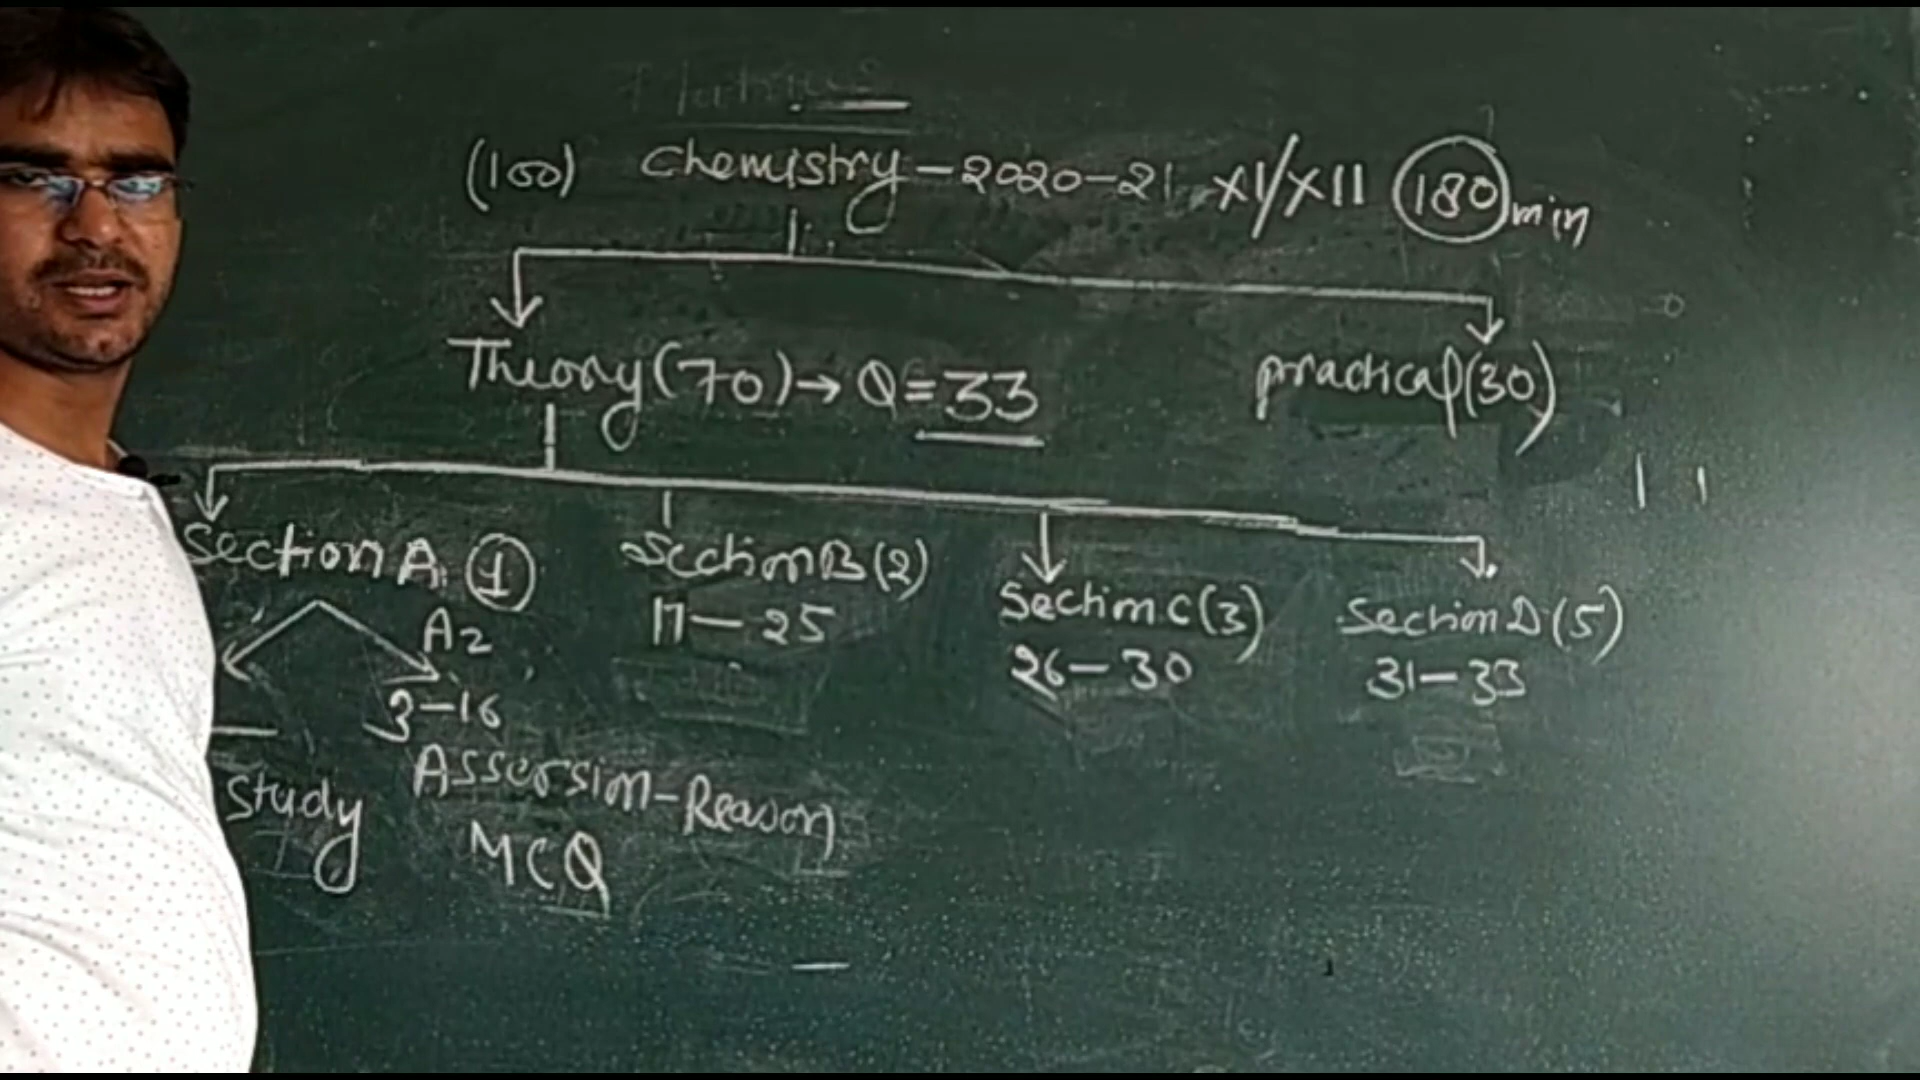 (100) Chemistry-2020-21 XI/XII 180 min
Theory(70)→Q=33
practical(30)
Section A 1
Section B(2)
17-25
Section C(3)
26-30
Section D(5)
31-33
A2
3-16
Study
Asserssion-Reason
MCQ